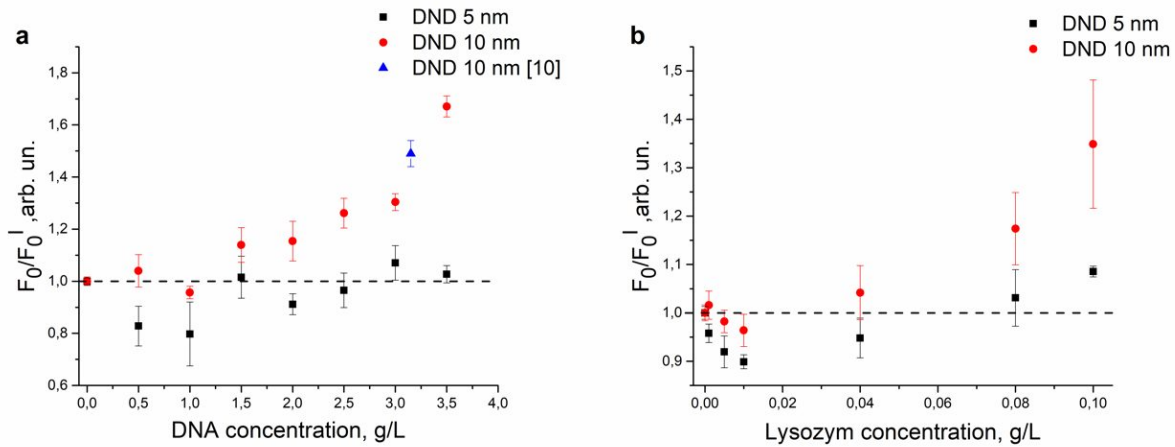 a
DND 5 nm
DND 10 nm
DND 10 nm [10]
F0/F0^I ,arb. un.
1,8
1,6
1,4
1,2
1,0
0,8
0,6
0,0 0,5 1,0 1,5 2,0 2,5 3,0 3,5 4,0
DNA concentration, g/L
b
DND 5 nm
DND 10 nm
F0/F0^I ,arb. un.
1,5
1,4
1,3
1,2
1,1
1,0
0,9
0,00 0,02 0,04 0,06 0,08 0,10
Lysozym concentration, g/L